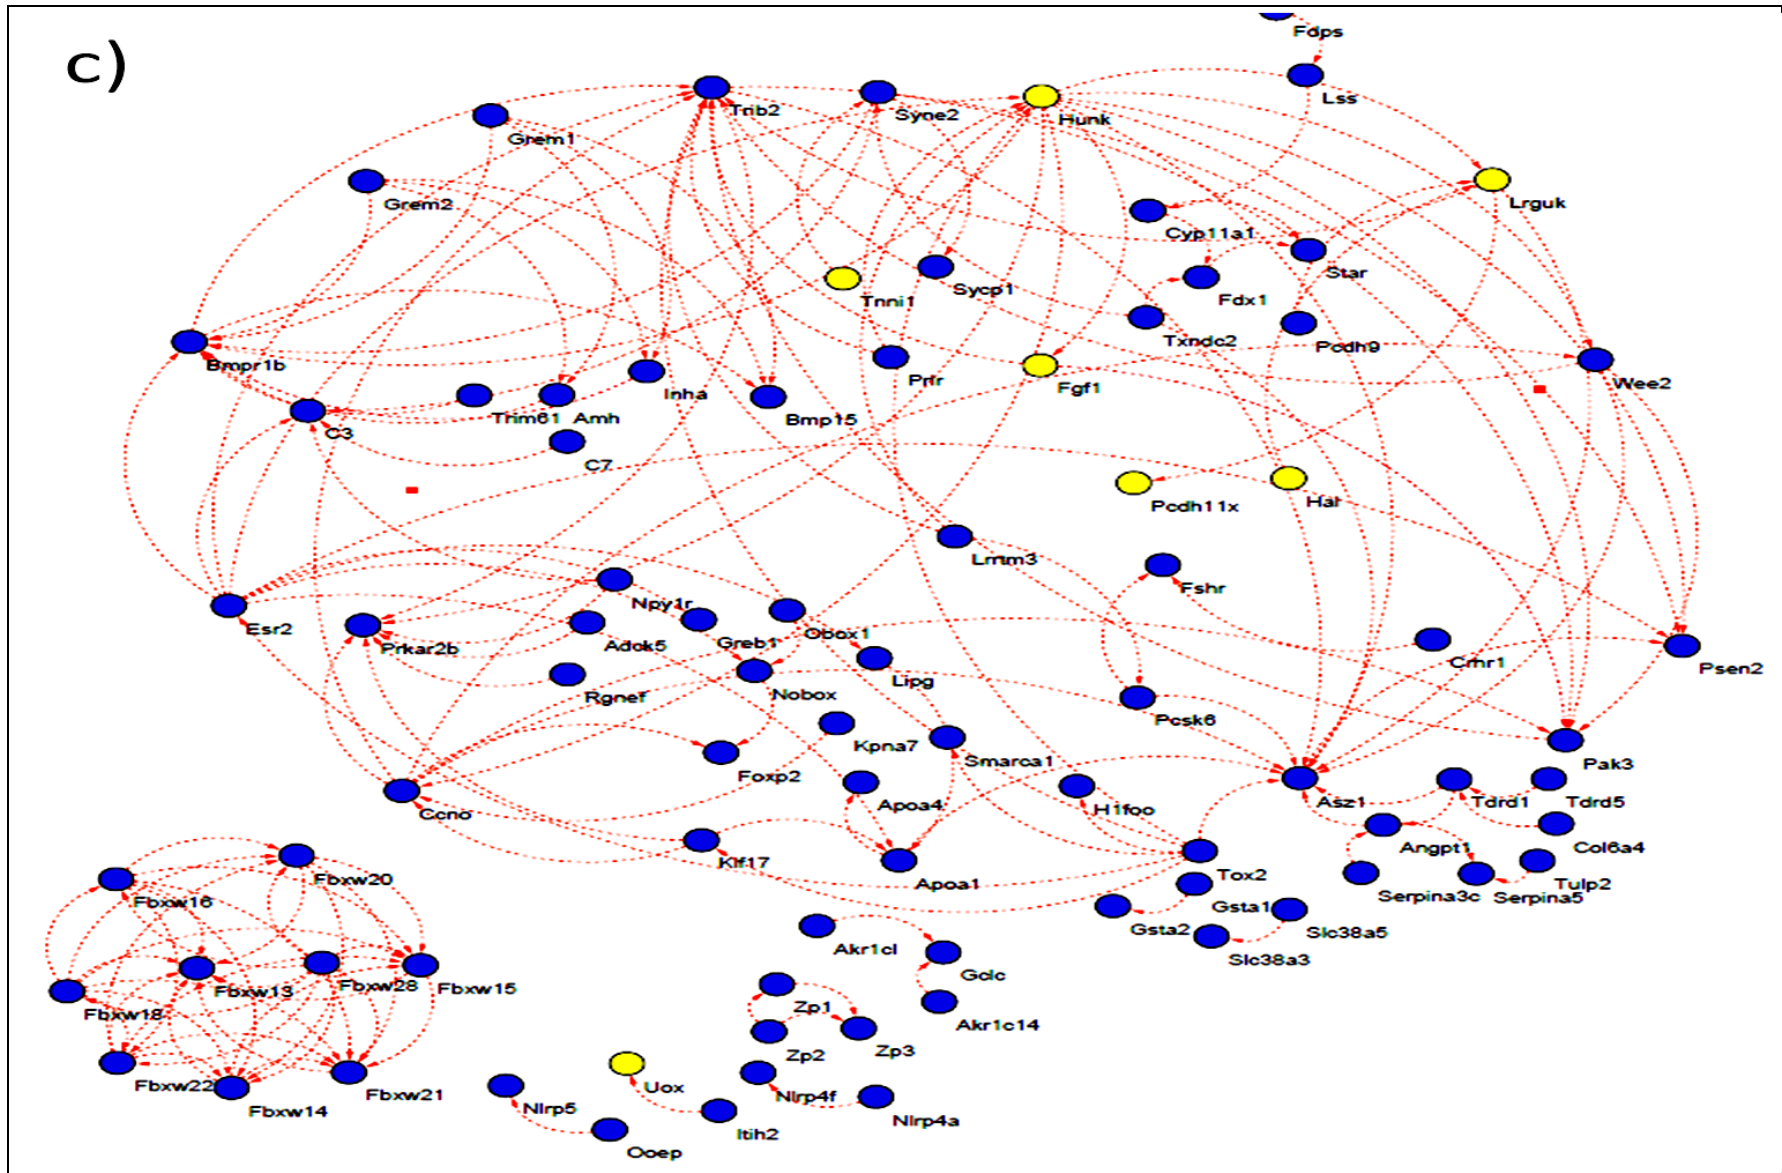 c)
Fdps
Lss
Trib2
Syne2
Hunk
Grem1
Grem2
Lrguk
Cyp11a1
Star
Tnni1
Sycp1
Fdx1
Txndc2
Pcdh9
Bmpr1b
Prlr
Fgf1
Wee2
Inha
Trim61
Amh
Bmp15
C3
C7
Pcdh11x
Hal
Lrrtm3
Fshr
Npy1r
Obox1
Esr2
Prkar2b
Adck5
Greb1
Crhr1
Psen2
Lipg
Rgnef
Nobox
Pcsk6
Kpna7
Smarca1
Pak3
Foxp2
Apoa4
H1foo
Asz1
Tdrd1
Tdrd5
Ccno
Klf17
Angpt1
Col6a4
Apoa1
Tox2
Fbxw20
Fbxw16
Serpina3c
Serpina5
Tulp2
Gsta1
Gsta2
Slc38a5
Slc38a3
Akr1cl
Gclc
Fbxw13
Fbxw28
Fbxw15
Fbxw18
Zp1
Akr1c14
Zp2
Zp3
Fbxw22
Fbxw14
Fbxw21
Uox
Nlrp4f
Nlrp5
Itih2
Nlrp4a
Ooep